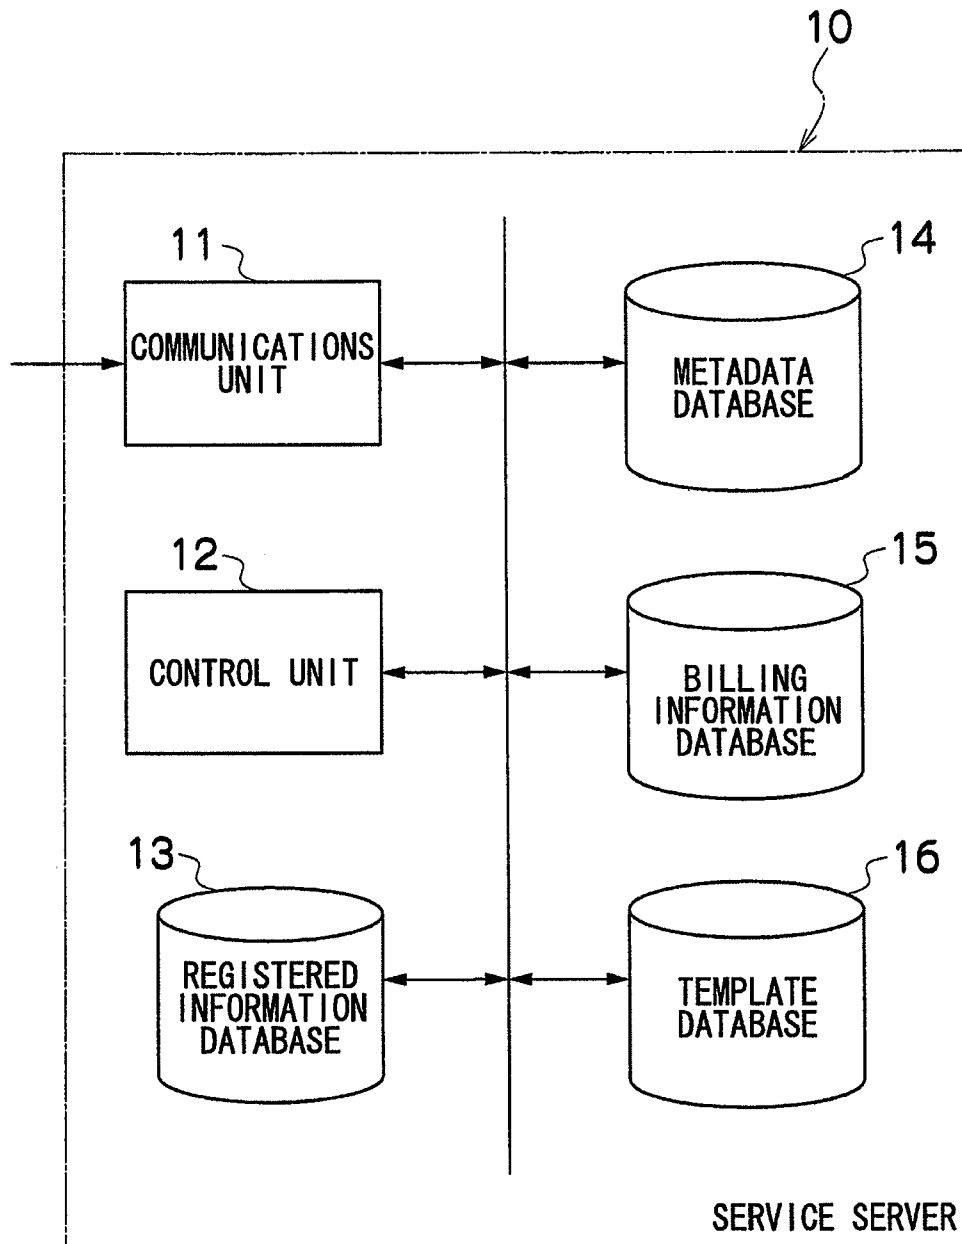 10
11
COMMUNICATIONS
UNIT
14
METADATA
DATABASE
12
CONTROL UNIT
15
BILLING
INFORMATION
DATABASE
13
REGISTERED
INFORMATION
DATABASE
16
TEMPLATE
DATABASE
SERVICE SERVER